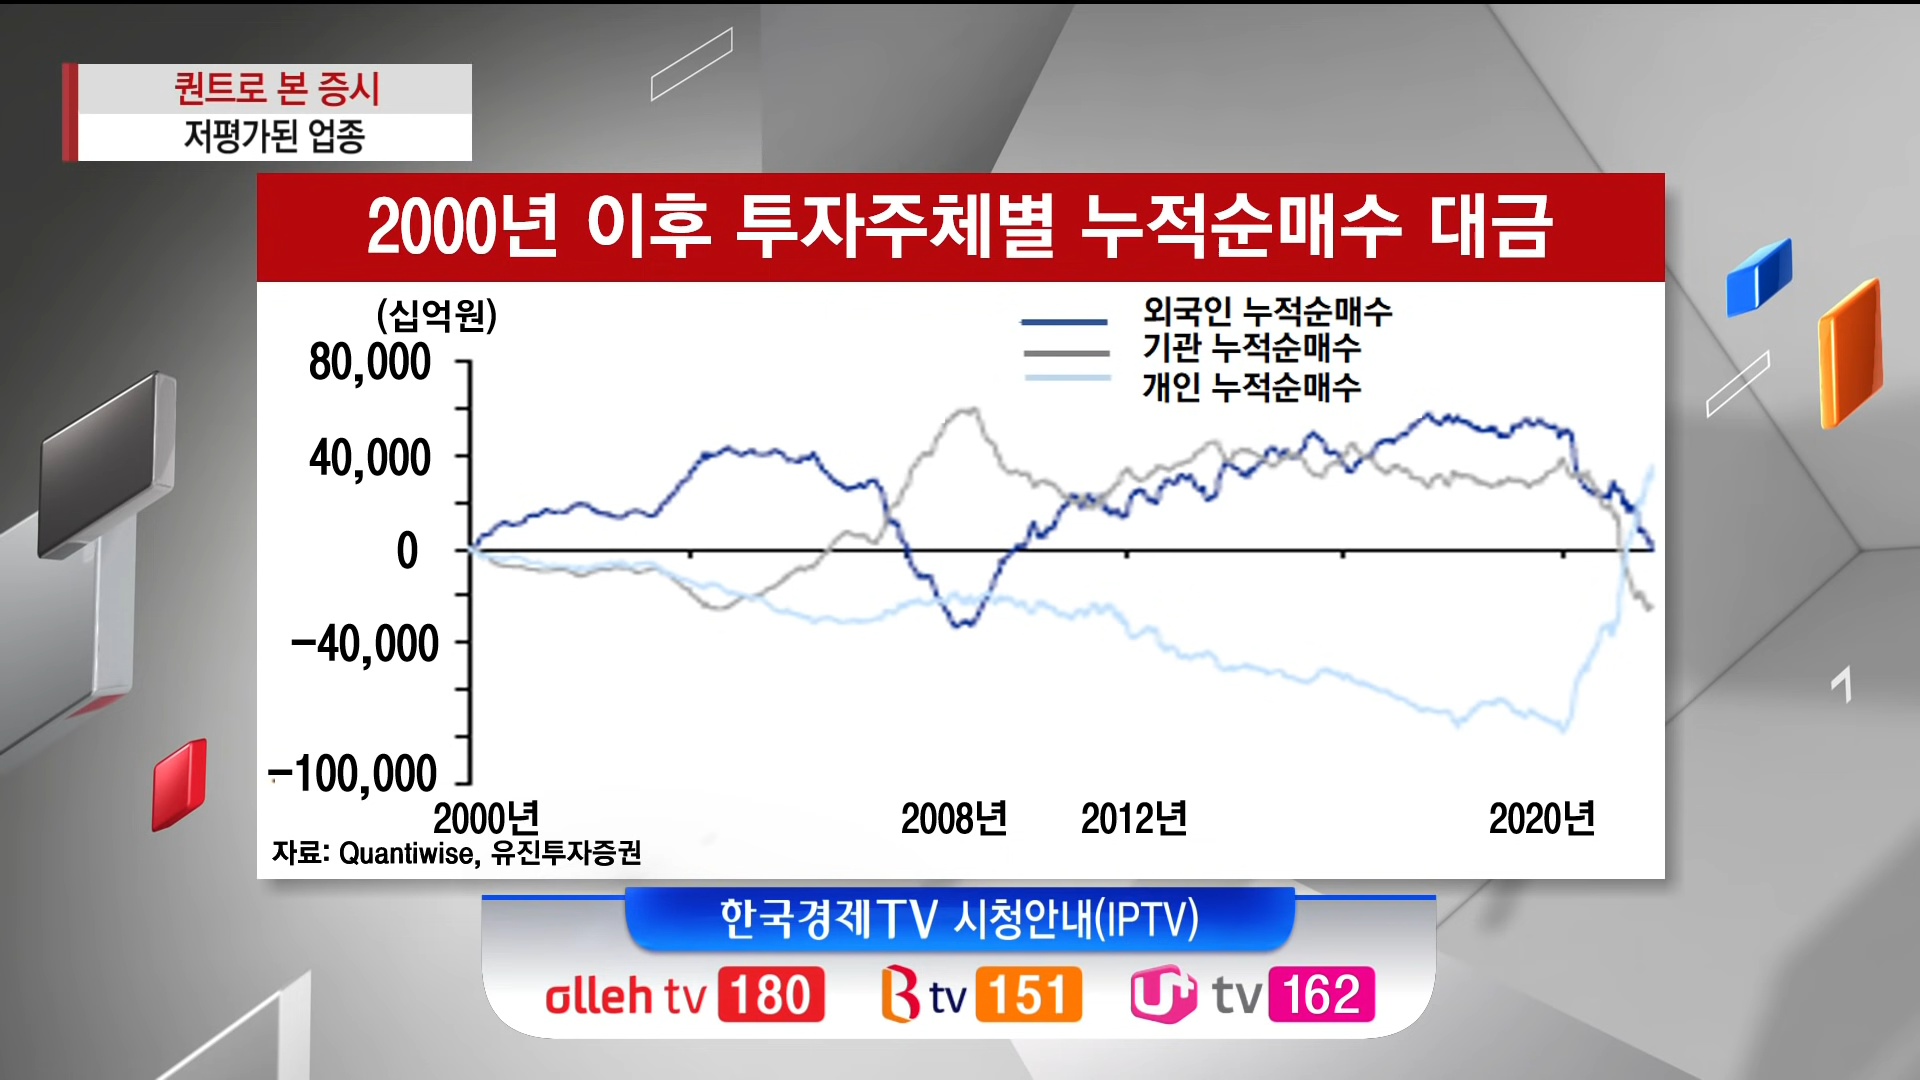 퀀트로 본 증시
저평가된 업종
2000년 이후 투자주체별 누적순매수 대금
(십억원)
외국인 누적순매수
기관 누적순매수
개인 누적순매수
80,000
40,000
0
-40,000
-100,000
2000년 2008년 2012년 2020년
자료: Quantiwise, 유진투자증권
한국경제TV 시청안내(IPTV)
olleh tv 180 B tv 151 U+ tv 162